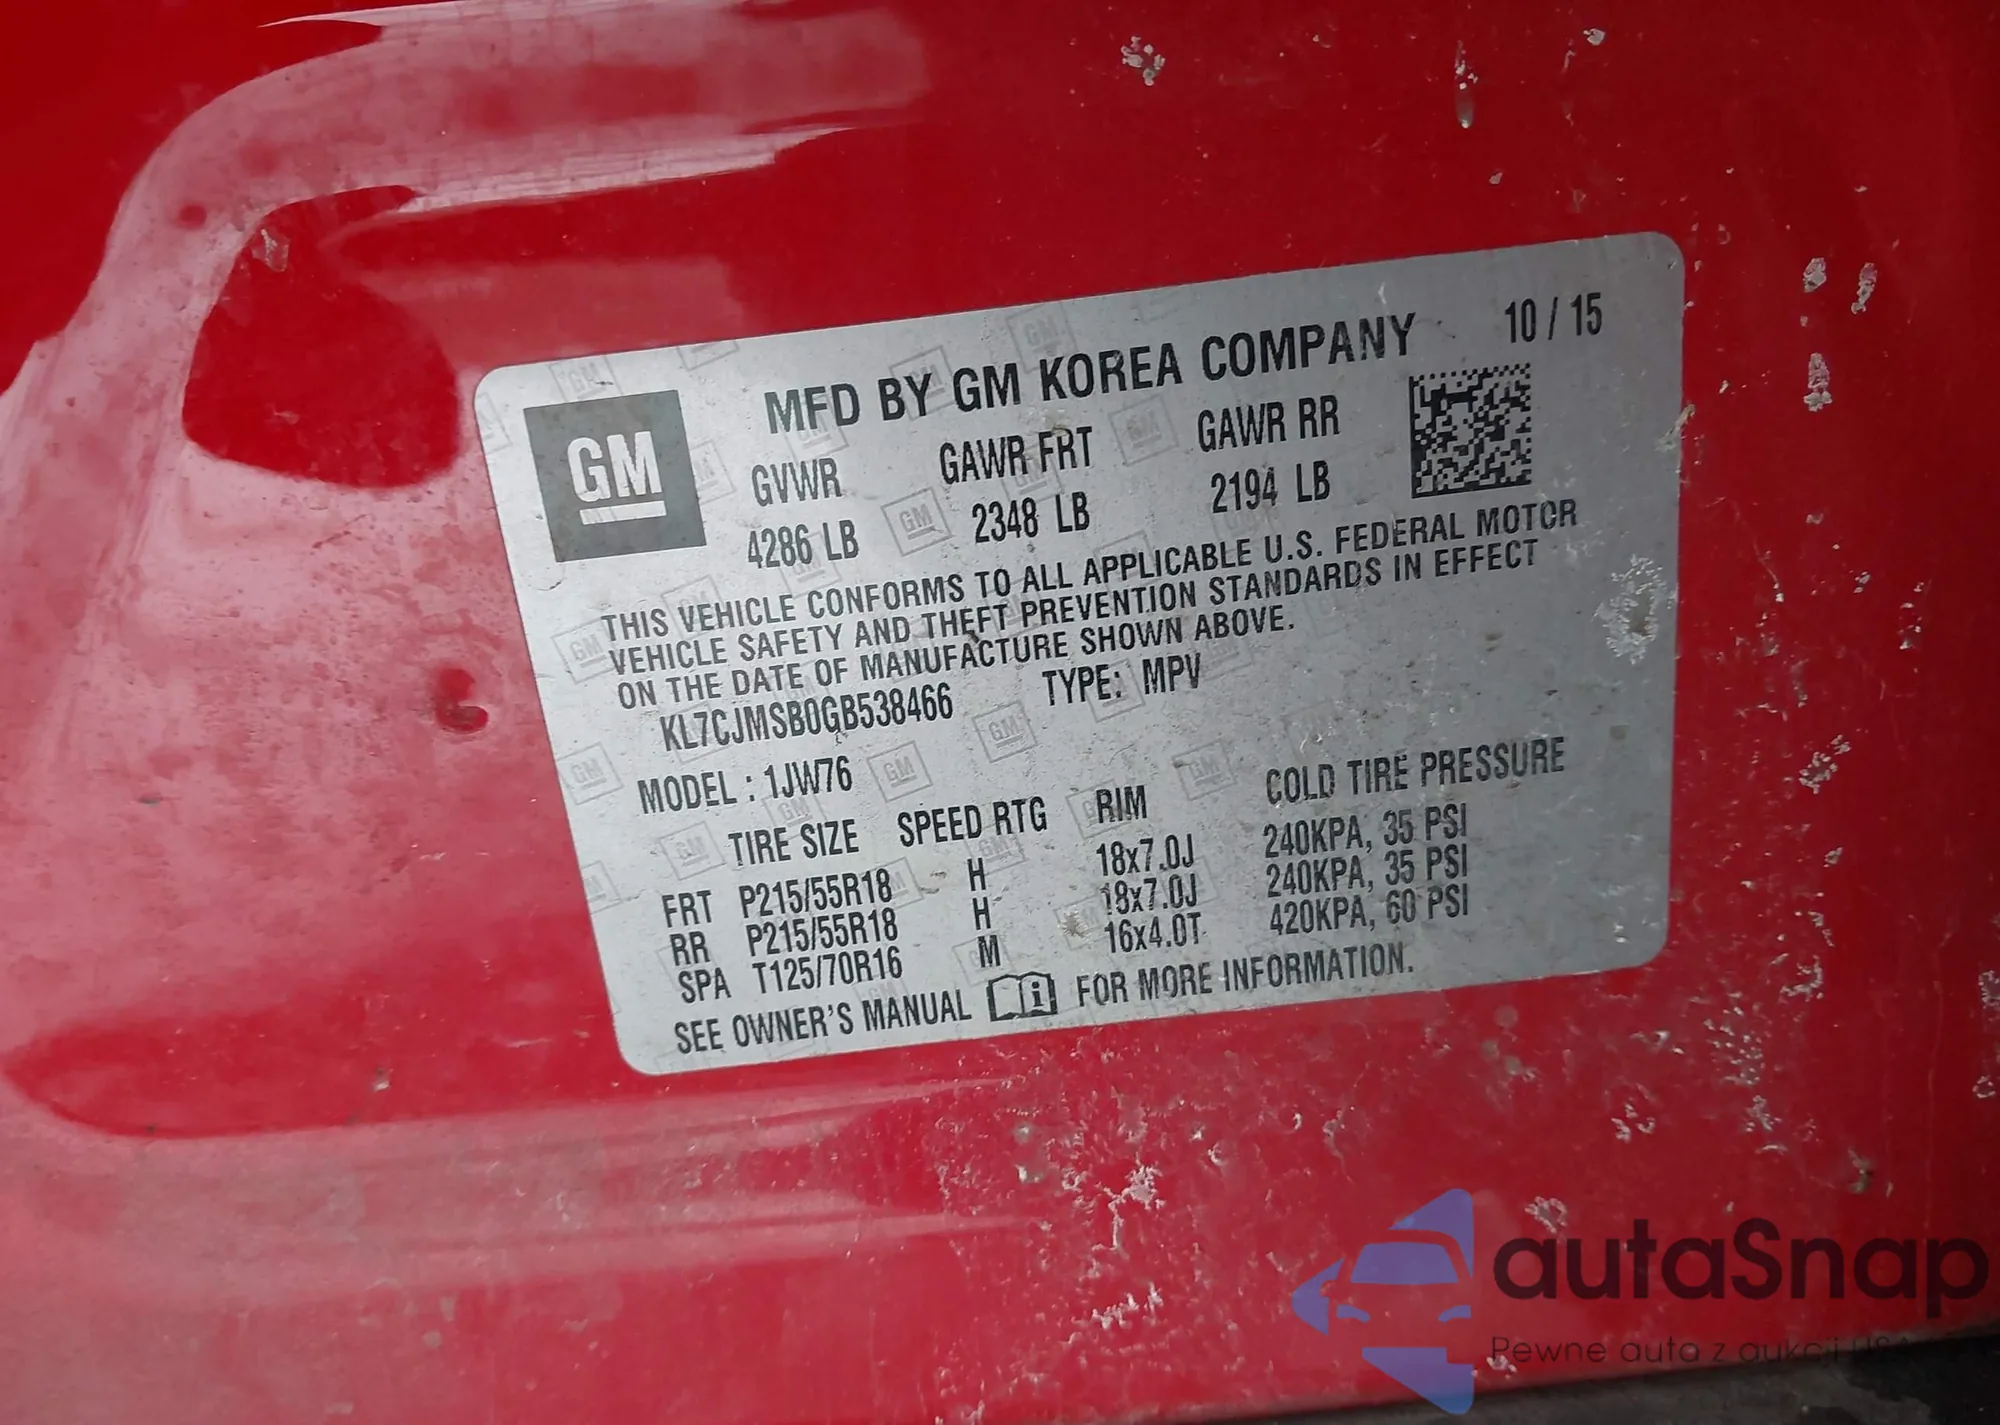 MFD BY GM KOREA COMPANY 10 / 15
GM
GVWR GAWR FRT GAWR RR
4286 LB 2348 LB 2194 LB
THIS VEHICLE CONFORMS TO ALL APPLICABLE U.S. FEDERAL MOTOR
VEHICLE SAFETY AND THEFT PREVENTION STANDARDS IN EFFECT
ON THE DATE OF MANUFACTURE SHOWN ABOVE.
KL7CJMSB0GB538466 TYPE: MPV
MODEL : 1JW76
TIRE SIZE SPEED RTG RIM COLD TIRE PRESSURE
FRT P215/55R18 H 18x7.0J 240KPA, 35 PSI
RR P215/55R18 H 18x7.0J 240KPA, 35 PSI
SPA T125/70R16 M 16x4.0T 420KPA, 60 PSI
SEE OWNER'S MANUAL i FOR MORE INFORMATION.
autaSnap
Pewne auta z aukcji USA